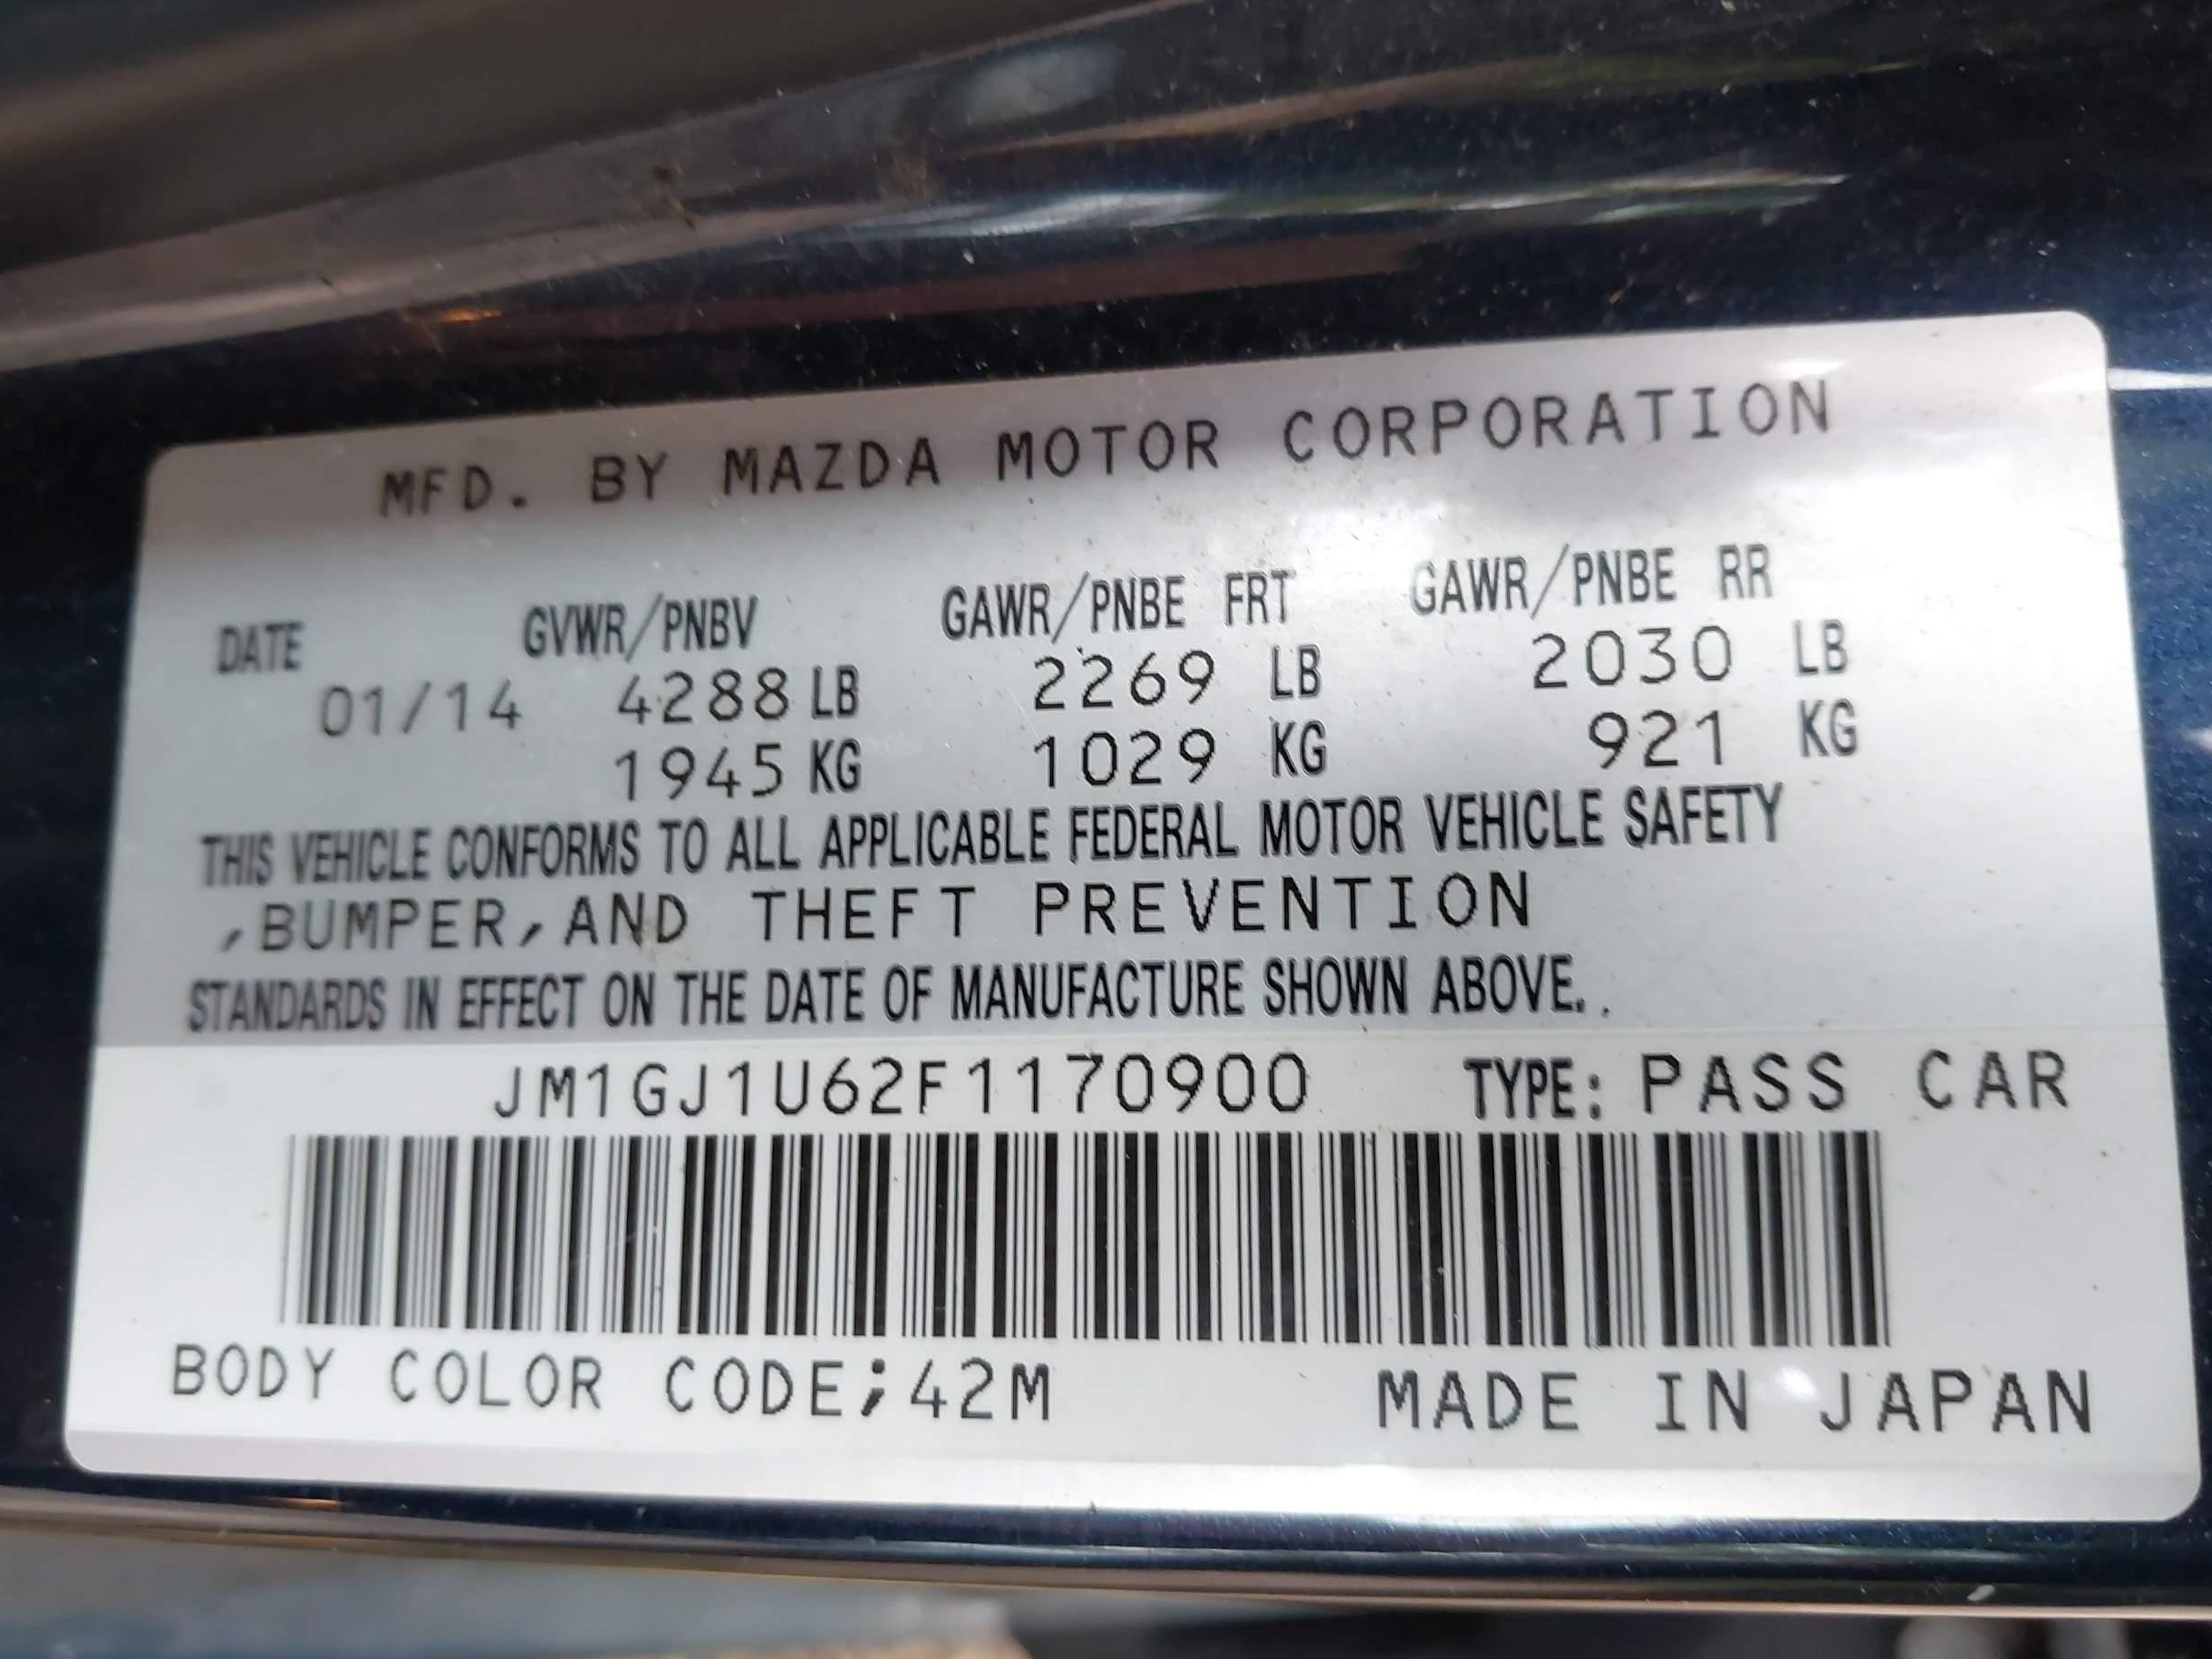 MFD. BY MAZDA MOTOR CORPORATION
DATE GVWR/PNBV GAWR/PNBE FRT GAWR/PNBE RR
01/14 4288 LB 2269 LB 2030 LB
1945 KG 1029 KG 921 KG
THIS VEHICLE CONFORMS TO ALL APPLICABLE FEDERAL MOTOR VEHICLE SAFETY
,BUMPER,AND THEFT PREVENTION
STANDARDS IN EFFECT ON THE DATE OF MANUFACTURE SHOWN ABOVE. .
JM1GJ1U62F1170900 TYPE: PASS CAR
BODY COLOR CODE;42M MADE IN JAPAN